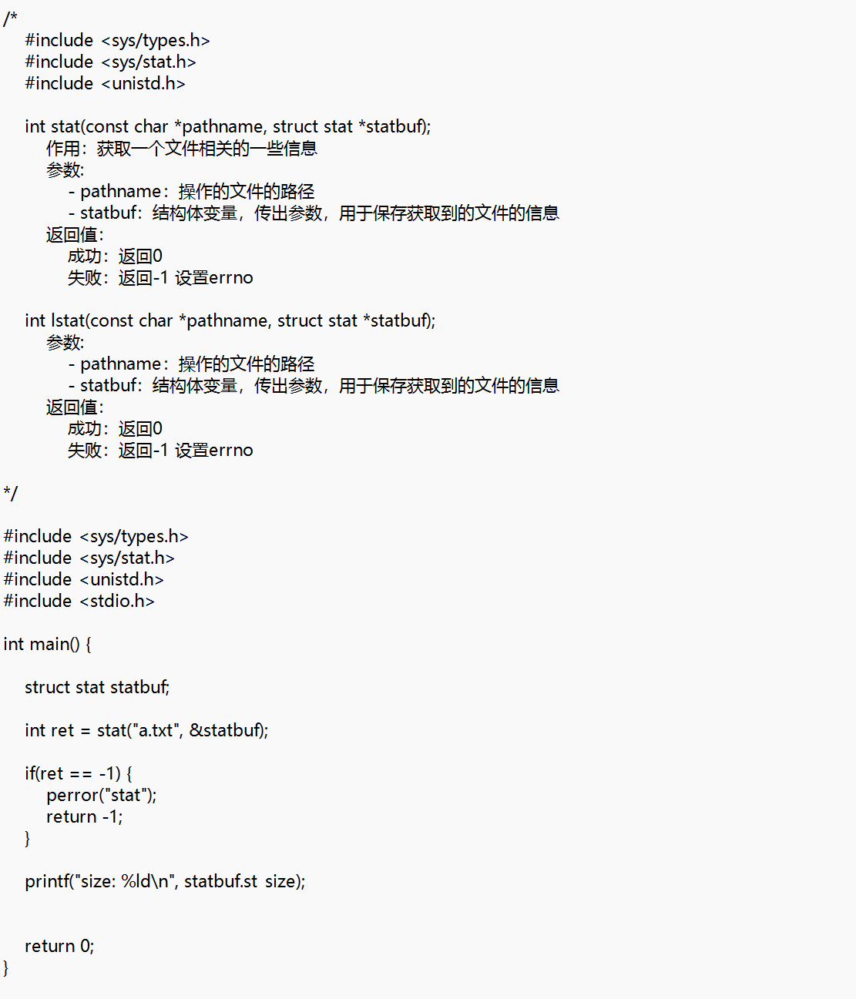 /*
#include <sys/types.h>
#include <sys/stat.h>
#include <unistd.h>
int stat(const char *pathname, struct stat *statbuf);
作用：获取一个文件相关的一些信息
参数:
- pathname：操作的文件的路径
- statbuf：结构体变量，传出参数，用于保存获取到的文件的信息
返回值：
成功：返回0
失败：返回-1 设置errno
int lstat(const char *pathname, struct stat *statbuf);
参数:
- pathname：操作的文件的路径
- statbuf：结构体变量，传出参数，用于保存获取到的文件的信息
返回值：
成功：返回0
失败：返回-1 设置errno
*/
#include <sys/types.h>
#include <sys/stat.h>
#include <unistd.h>
#include <stdio.h>
int main() {
struct stat statbuf;
int ret = stat("a.txt", &statbuf);
if(ret == -1) {
perror("stat");
return -1;
}
printf("size: %ld\n", statbuf.st size);
return 0;
}